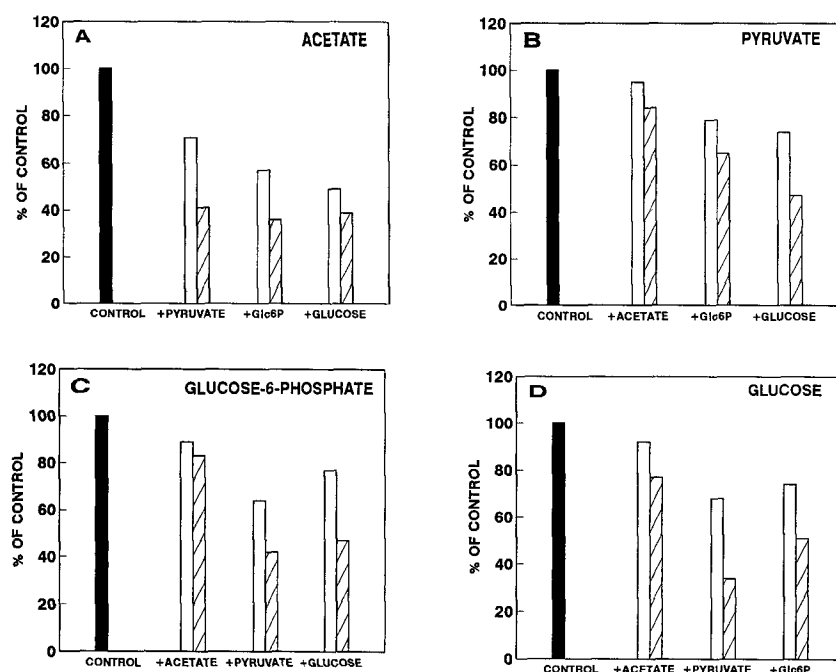 A
ACETATE
% OF CONTROL
120
100
80
60
40
20
0
CONTROL +PYRUVATE +Glc6P +GLUCOSE
B
PYRUVATE
% OF CONTROL
120
100
80
60
40
20
0
CONTROL +ACETATE +Glc6P +GLUCOSE
C
GLUCOSE-6-PHOSPHATE
% OF CONTROL
120
100
80
60
40
20
0
CONTROL +ACETATE +PYRUVATE +GLUCOSE
D
GLUCOSE
% OF CONTROL
120
100
80
60
40
20
0
CONTROL +ACETATE +PYRUVATE +Glc6P